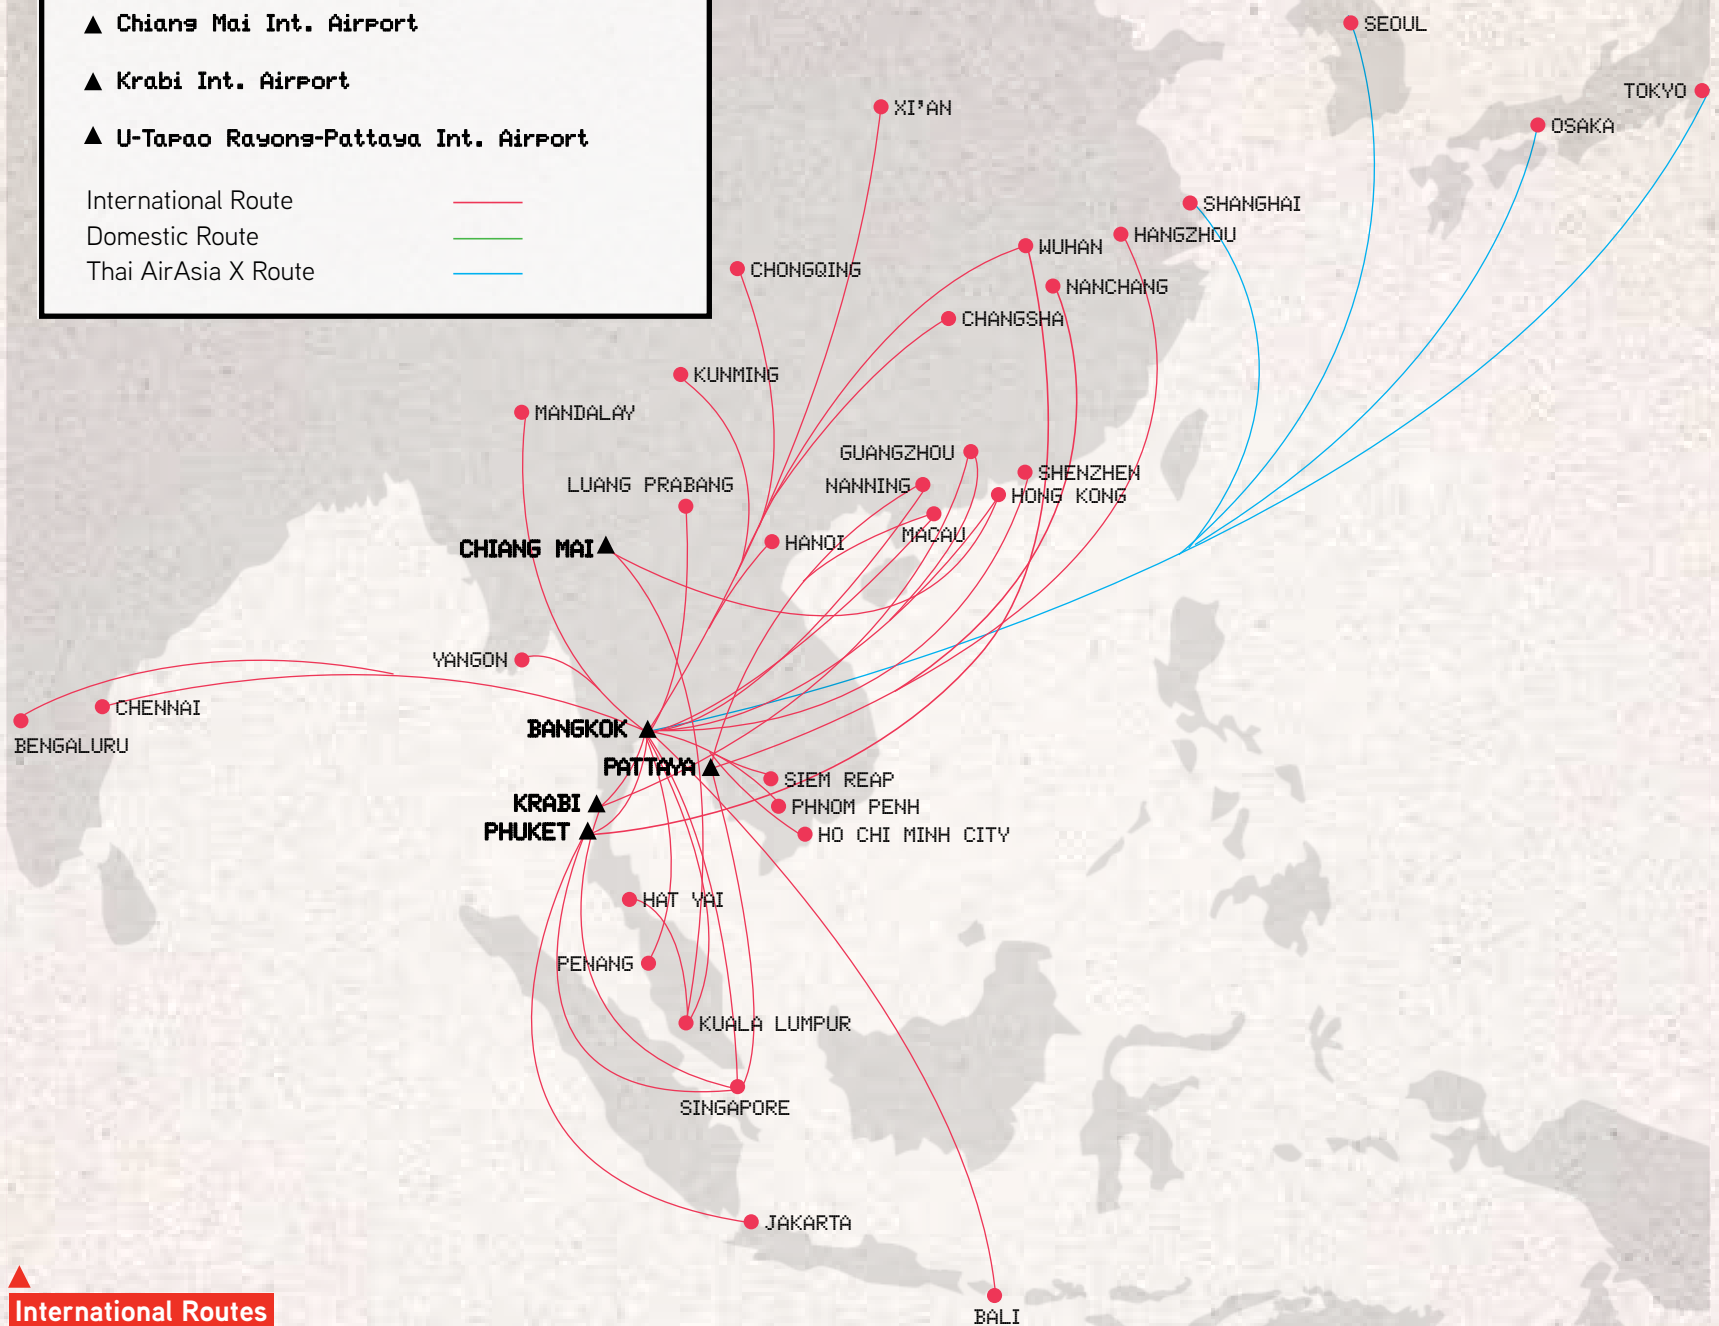 Chiang Mai Int. Airport
Krabi Int. Airport
U-Tapao Rayong-Pattaya Int. Airport
International Route
Domestic Route
Thai AirAsia X Route
SEOUL
TOKYO
XI'AN
OSAKA
SHANGHAI
HANGZHOU
WUHAN
CHONGQING
NANCHANG
CHANGSHA
KUNMING
MANDALAY
GUANGZHOU
SHENZHEN
LUANG PRABANG
NANNING
HONG KONG
MACAU
HANOI
CHIANG MAI
YANGON
CHENNAI
BENGALURU
BANGKOK
PATTAYA
SIEM REAP
KRABI
PHNOM PENH
PHUKET
HO CHI MINH CITY
HAT YAI
PENANG
KUALA LUMPUR
SINGAPORE
JAKARTA
BALI
International Routes